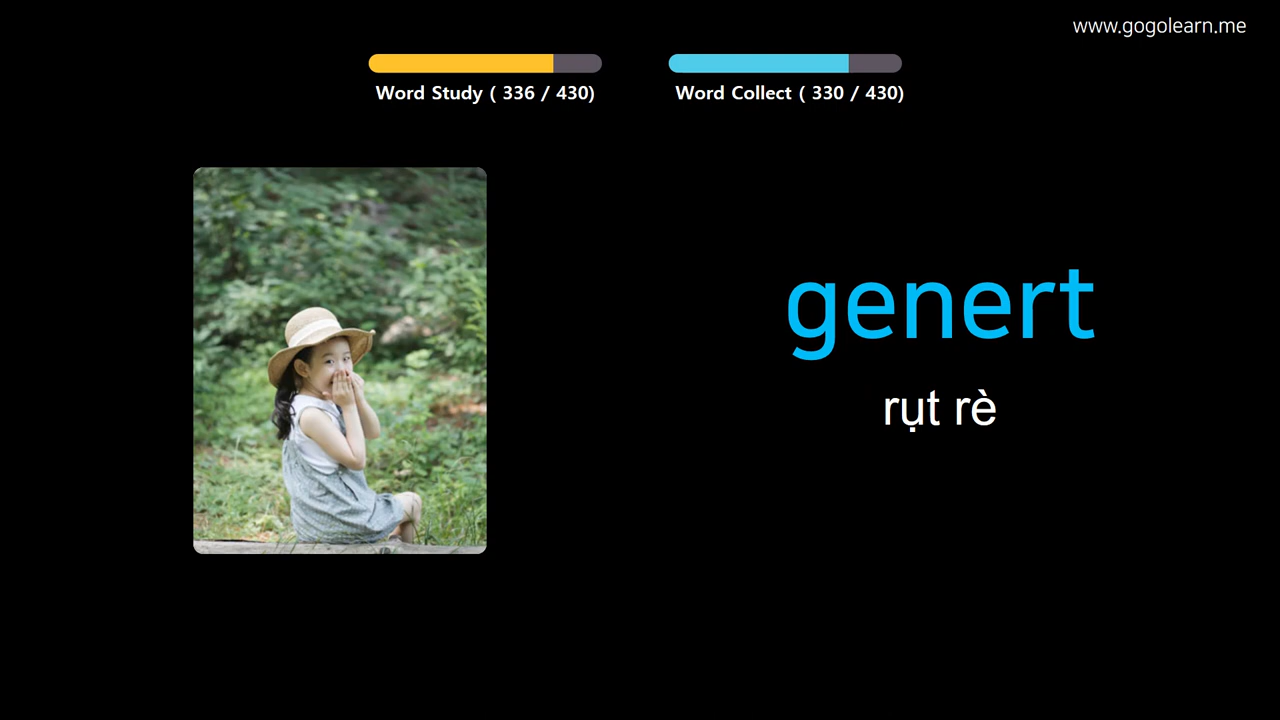 www.gogolearn.me
Word Study ( 336 / 430)
Word Collect ( 330 / 430)
genert
rụt rè